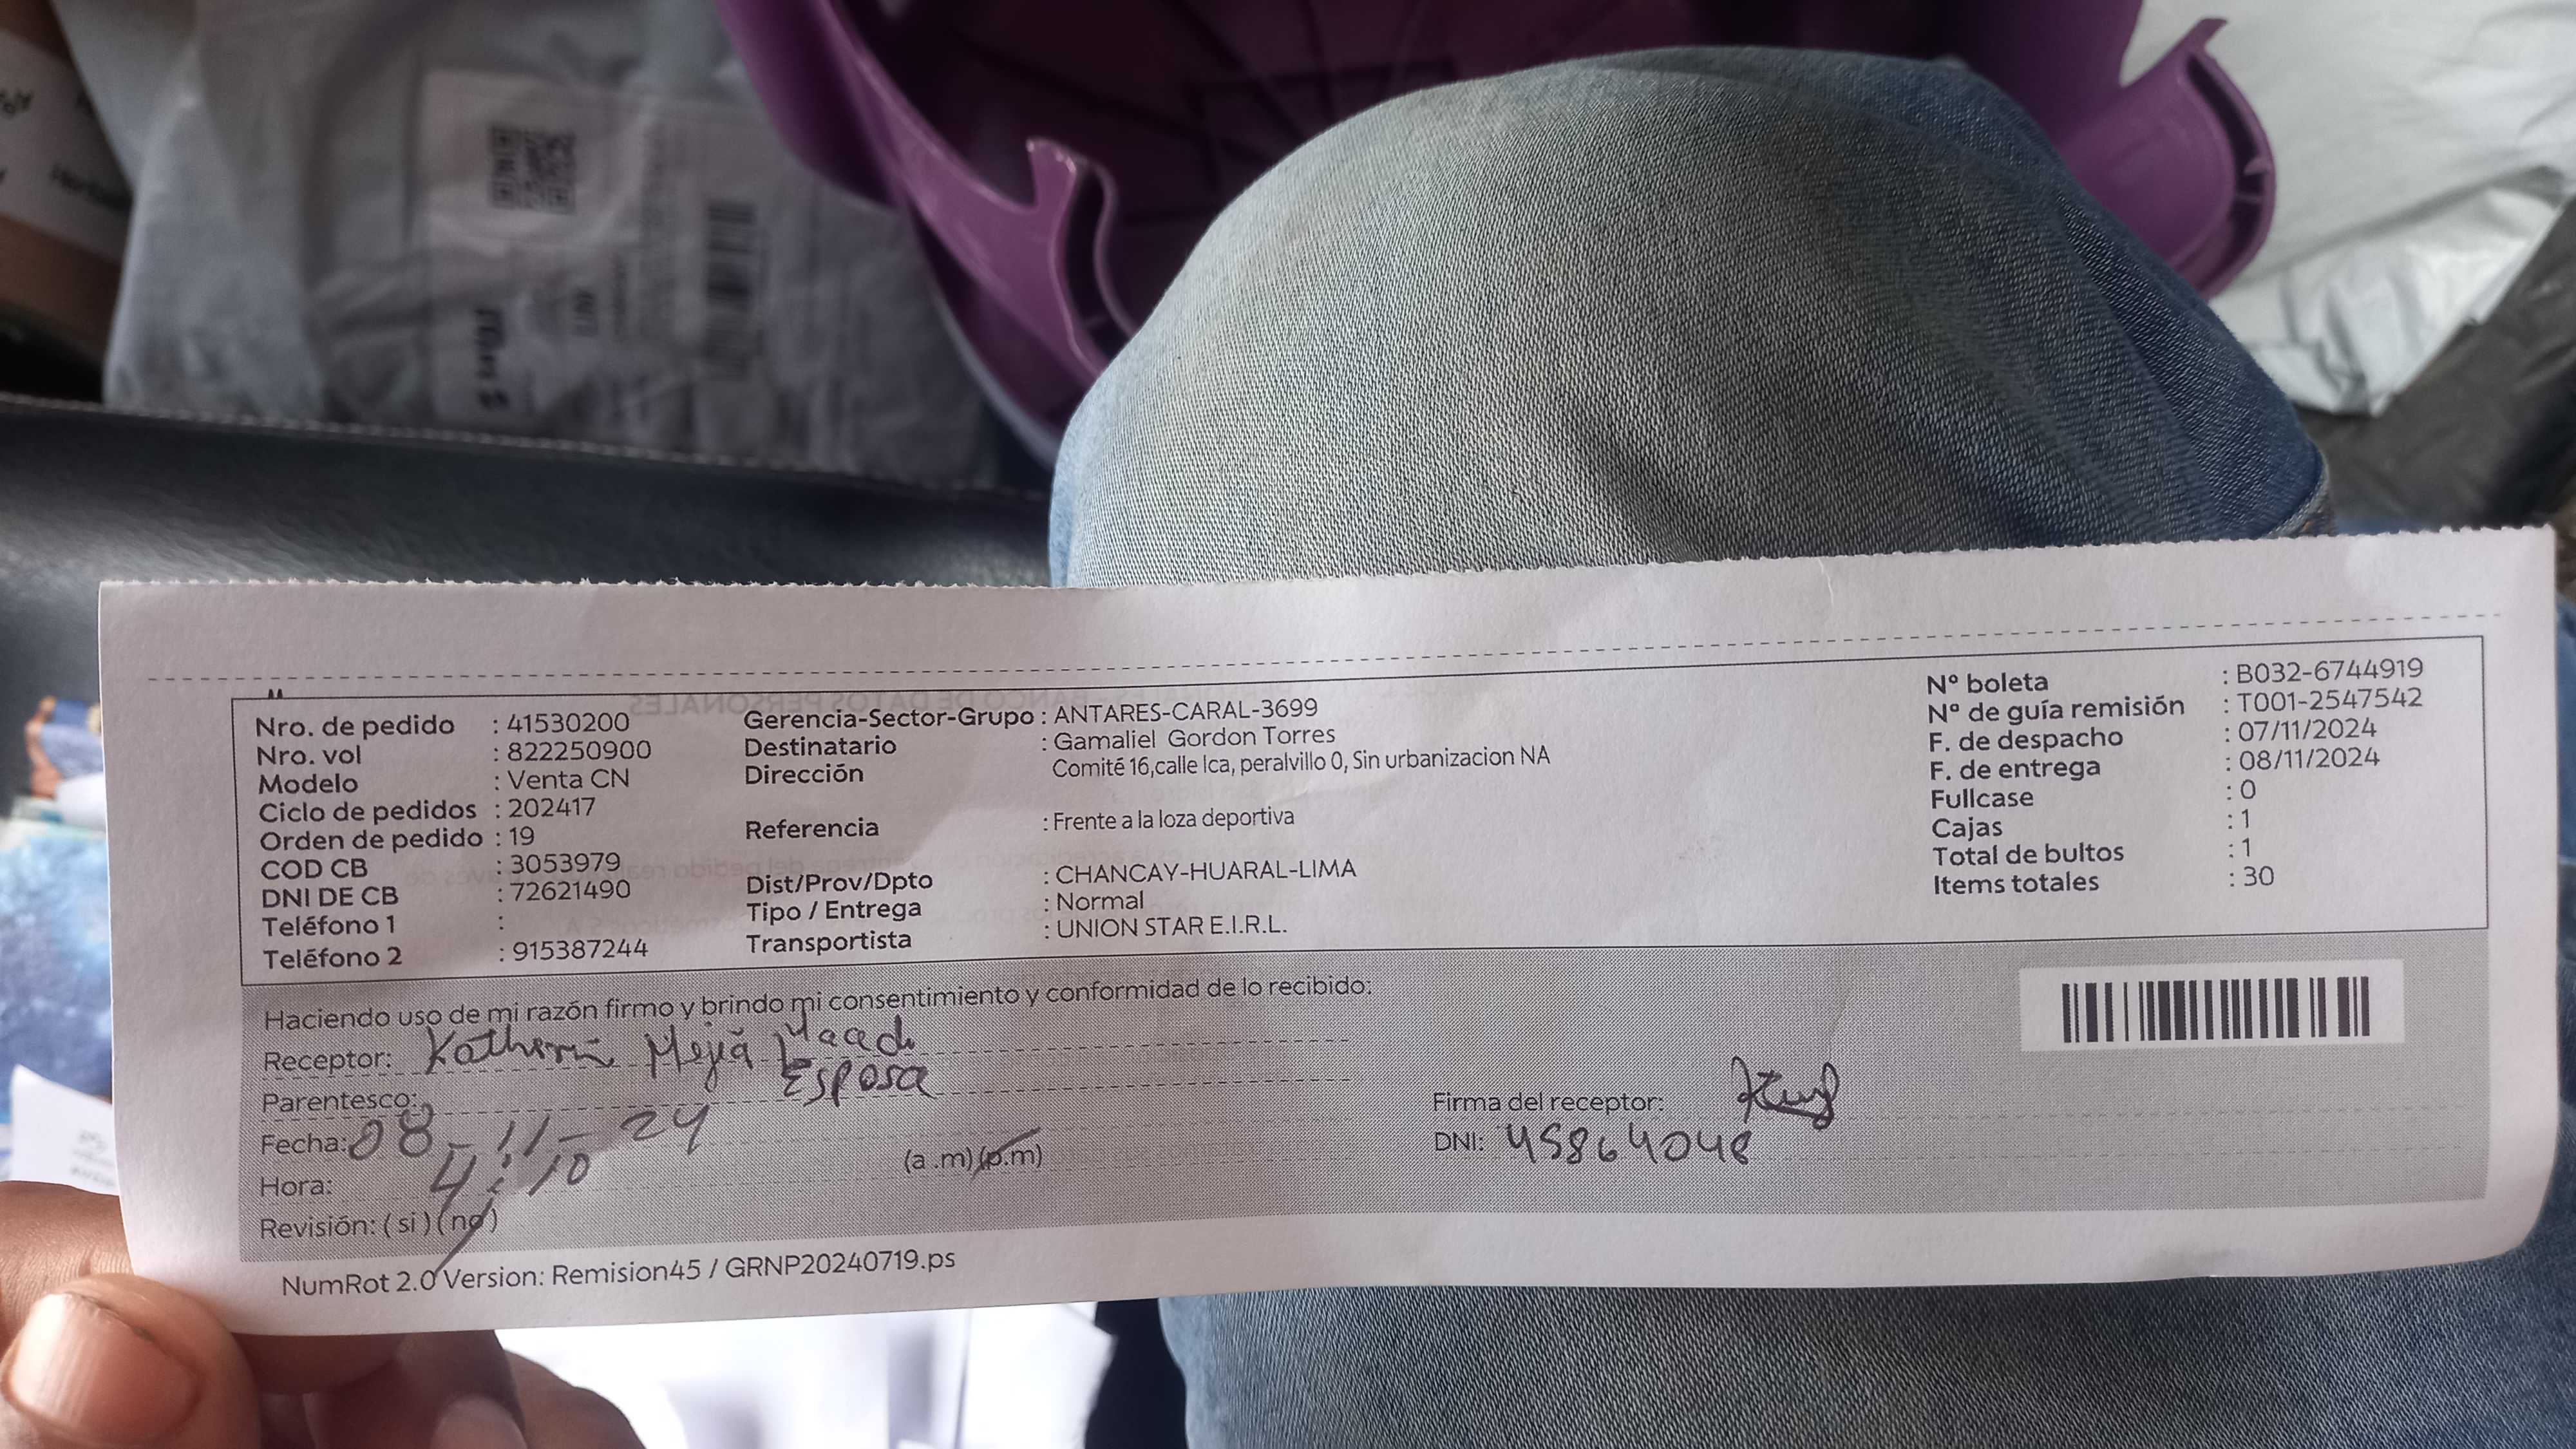 Nro. de pedido : 41530200
Nro. vol : 822250900
Modelo : Venta CN
Ciclo de pedidos : 202417
Orden de pedido : 19
COD CB : 3053979
DNI DE CB : 72621490
Teléfono 1 :
Teléfono 2 : 915387244
Gerencia-Sector-Grupo : ANTARES-CARAL-3699
Destinatario : Gamaliel Gordon Torres
Dirección Comité 16,calle Ica, peralvillo 0, Sin urbanizacion NA
Referencia : Frente a la loza deportiva
Dist/Prov/Dpto : CHANCAY-HUARAL-LIMA
Tipo / Entrega : Normal
Transportista : UNION STAR E.I.R.L.
Nº boleta : B032-6744919
Nº de guía remisión : T001-2547542
F. de despacho : 07/11/2024
F. de entrega : 08/11/2024
Fullcase : 0
Cajas : 1
Total de bultos : 1
Items totales : 30
Haciendo uso de mi razón firmo y brindo mi consentimiento y conformidad de lo recibido:
Receptor: Katherin Mejía Macedo
Parentesco: Esposa
Fecha: 08-11-24
Hora: 4:10 (a .m) (p.m)
Revisión: ( si ) ( no )
Firma del receptor:
DNI: 45864048
NumRot 2.0 Version: Remision45 / GRNP20240719.ps